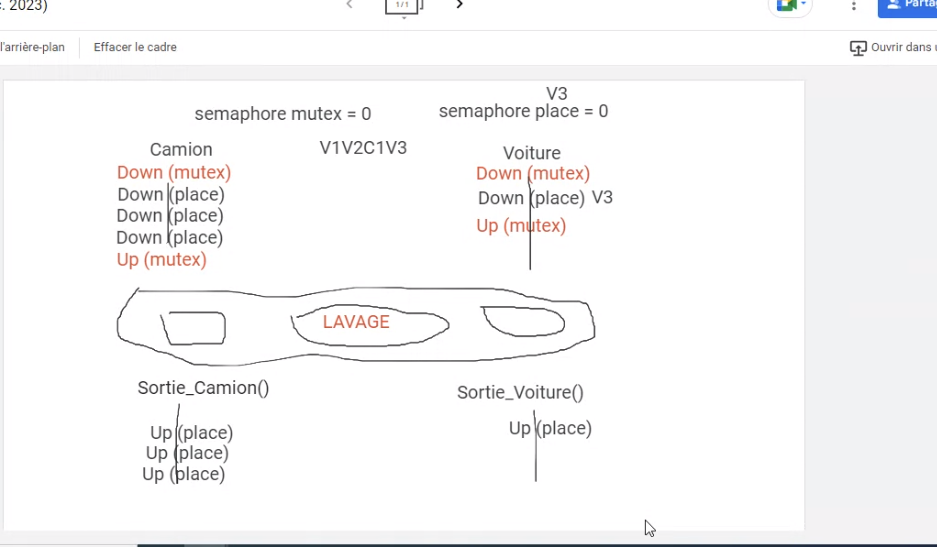 . 2023)
1/1
Parta
l'arrière-plan
Effacer le cadre
Ouvrir dans
V3
semaphore mutex = 0
semaphore place = 0
V1V2C1V3
Camion
Down (mutex)
Down (place)
Down (place)
Down (place)
Up (mutex)
Voiture
Down (mutex)
Down (place) V3
Up (mutex)
LAVAGE
Sortie_Camion()
Up (place)
Up (place)
Up (place)
Sortie_Voiture()
Up (place)